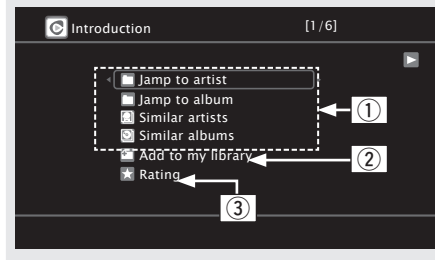 Introduction [1/6]
Jamp to artist
Jamp to album
①
Similar artists
Similar albums
Add to my library
②
Rating
③